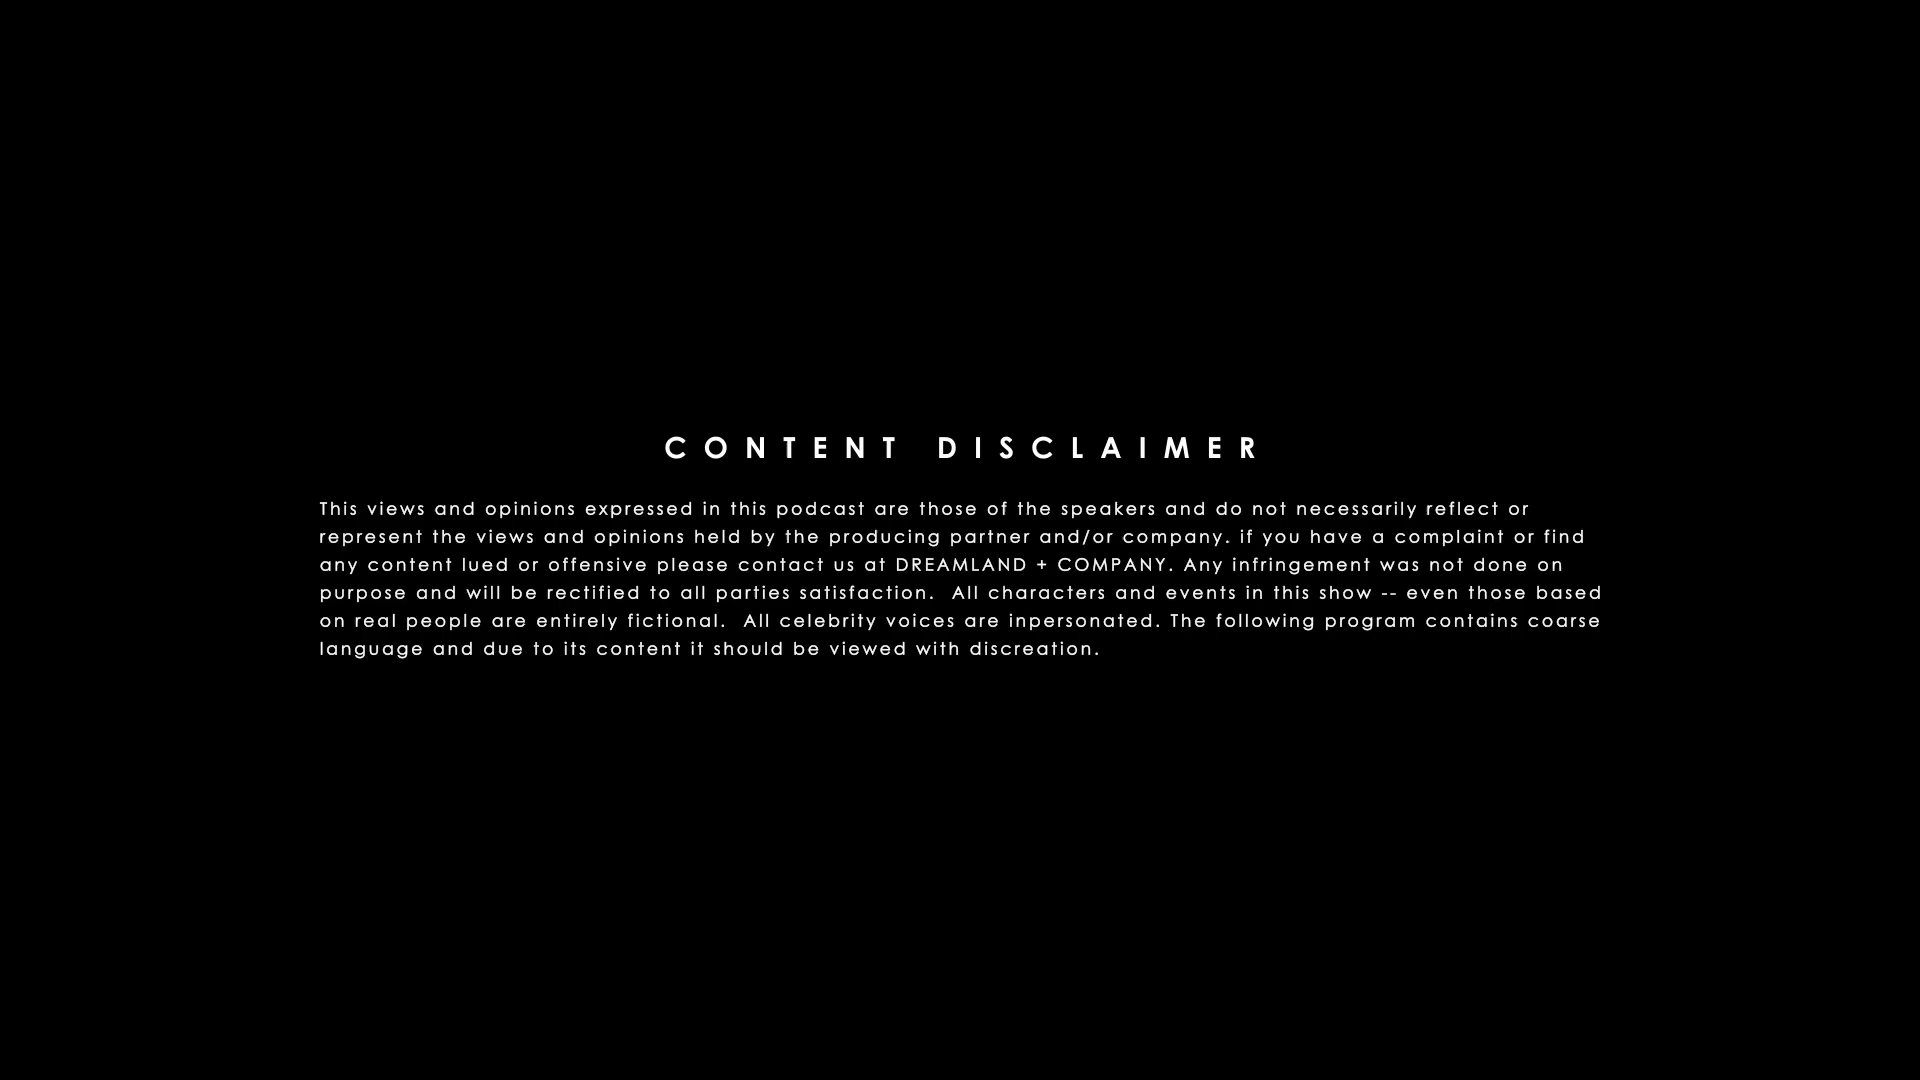 CONTENT DISCLAIMER
This views and opinions expressed in this podcast are those of the speakers and do not necessarily reflect or
represent the views and opinions held by the producing partner and/or company. if you have a complaint or find
any content lued or offensive please contact us at DREAMLAND + COMPANY. Any infringement was not done on
purpose and will be rectified to all parties satisfaction.  All characters and events in this show -- even those based
on real people are entirely fictional.  All celebrity voices are inpersonated. The following program contains coarse
language and due to its content it should be viewed with discreation.